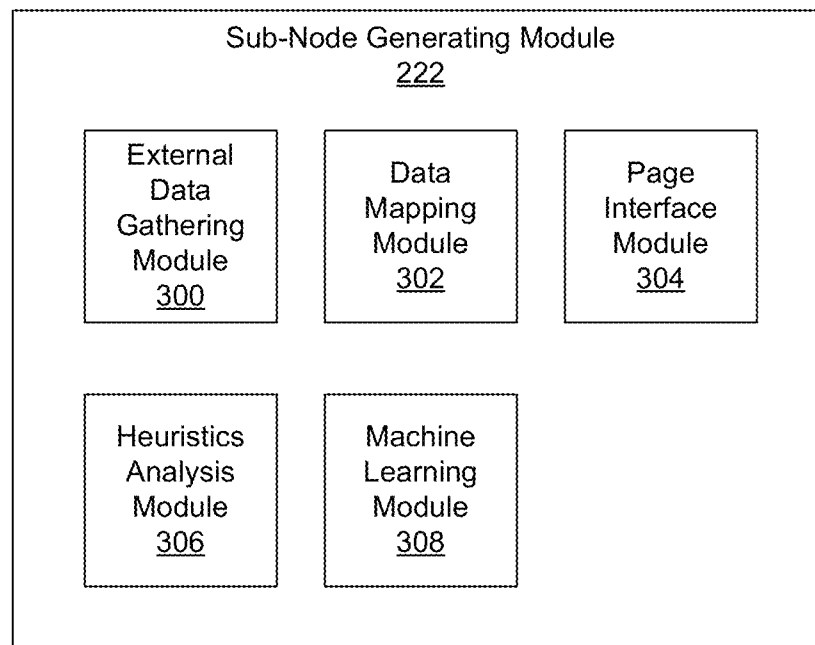 Sub-Node Generating Module
222
External
Data
Gathering
Module
300
Data
Mapping
Module
302
Page
Interface
Module
304
Heuristics
Analysis
Module
306
Machine
Learning
Module
308